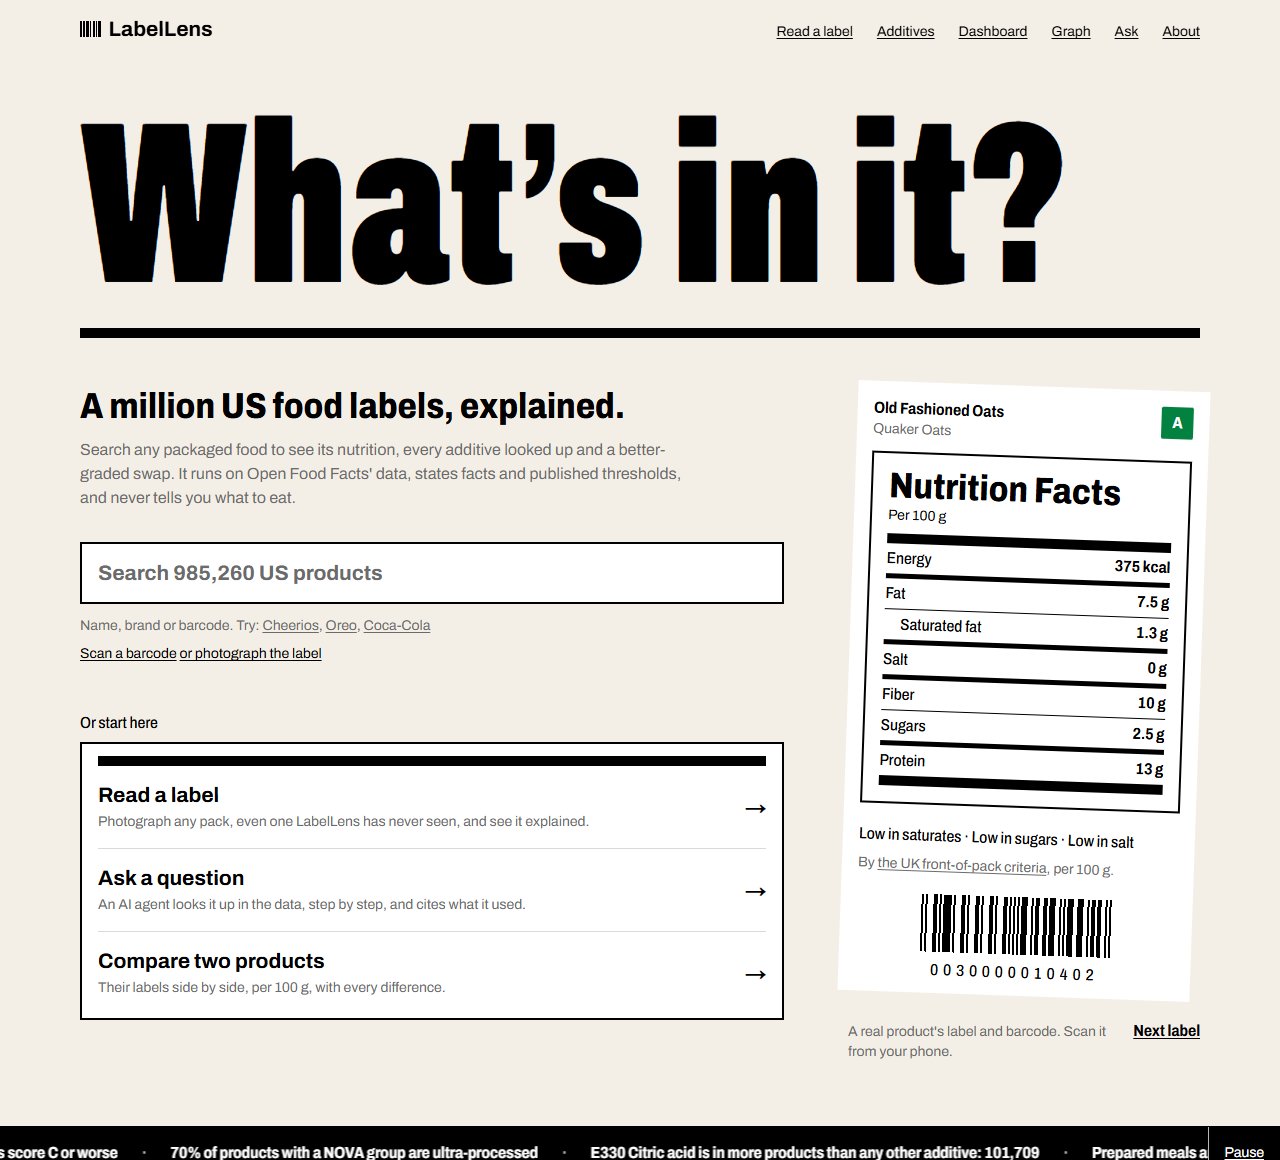 LabelLens
Read a label
Additives
Dashboard
Graph
Ask
About
What’s in it?
A million US food labels, explained.
Search any packaged food to see its nutrition, every additive looked up and a better-
graded swap. It runs on Open Food Facts' data, states facts and published thresholds,
and never tells you what to eat.
Search 985,260 US products
Name, brand or barcode. Try: Cheerios, Oreo, Coca-Cola
Scan a barcode or photograph the label
Or start here
Read a label
Photograph any pack, even one LabelLens has never seen, and see it explained.
→
Ask a question
An AI agent looks it up in the data, step by step, and cites what it used.
→
Compare two products
Their labels side by side, per 100 g, with every difference.
→
Old Fashioned Oats
Quaker Oats
A
Nutrition Facts
Per 100 g
Energy 375 kcal
Fat 7.5 g
Saturated fat 1.3 g
Salt 0 g
Fiber 10 g
Sugars 2.5 g
Protein 13 g
Low in saturates · Low in sugars · Low in salt
By the UK front-of-pack criteria, per 100 g.
0030000010402
A real product's label and barcode. Scan it
from your phone.
Next label
s score C or worse · 70% of products with a NOVA group are ultra-processed · E330 Citric acid is in more products than any other additive: 101,709 · Prepared meals a
Pause